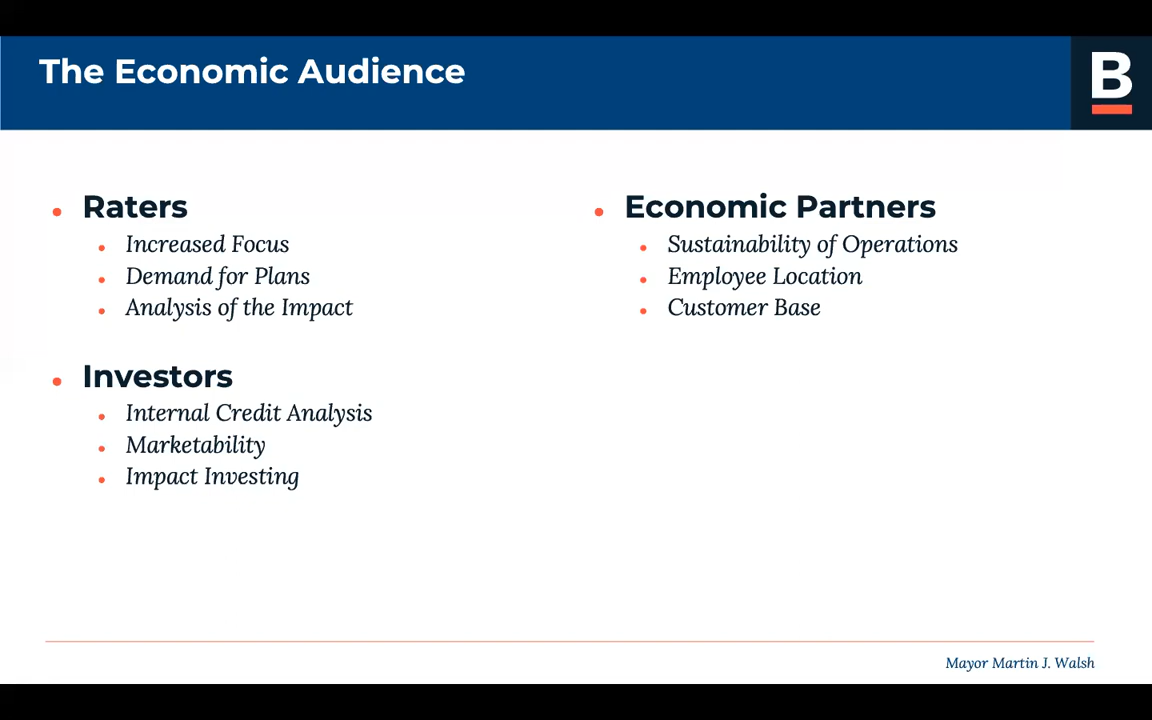 The Economic Audience
B
Raters
Increased Focus
Demand for Plans
Analysis of the Impact
Investors
Internal Credit Analysis
Marketability
Impact Investing
Economic Partners
Sustainability of Operations
Employee Location
Customer Base
Mayor Martin J. Walsh